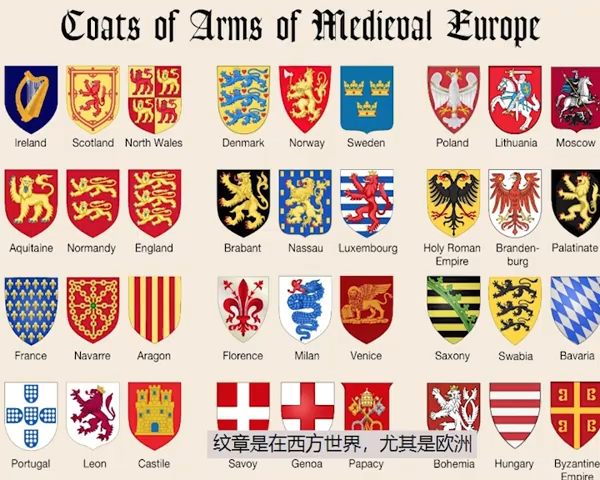 Coats of Arms of Medieval Europe
Ireland Scotland North Wales Denmark Norway Sweden Poland Lithuania Moscow
Aquitaine Normandy England Brabant Nassau Luxembourg Holy Roman Empire Branden-burg Palatinate
France Navarre Aragon Florence Milan Venice Saxony Swabia Bavaria
纹章是在西方世界，尤其是欧洲
Portugal Leon Castile Savoy Genoa Papacy Bohemia Hungary Byzantine Empire